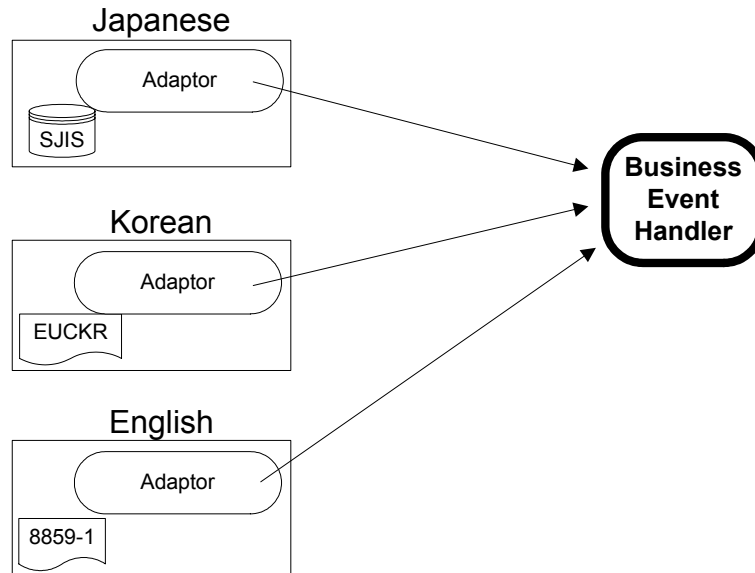 Japanese
Adaptor
SJIS
Korean
Adaptor
EUCKR
English
Adaptor
8859-1
Business
Event
Handler